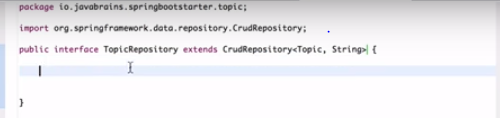 package io.javabrains.springbootstarter.topic;
import org.springframework.data.repository.CrudRepository;
public interface TopicRepository extends CrudRepository<Topic, String> {
}